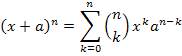 (x + a)^{n-k} = \sum_{k=0}^{n} \binom{n}{k} x^k a^{n-k}